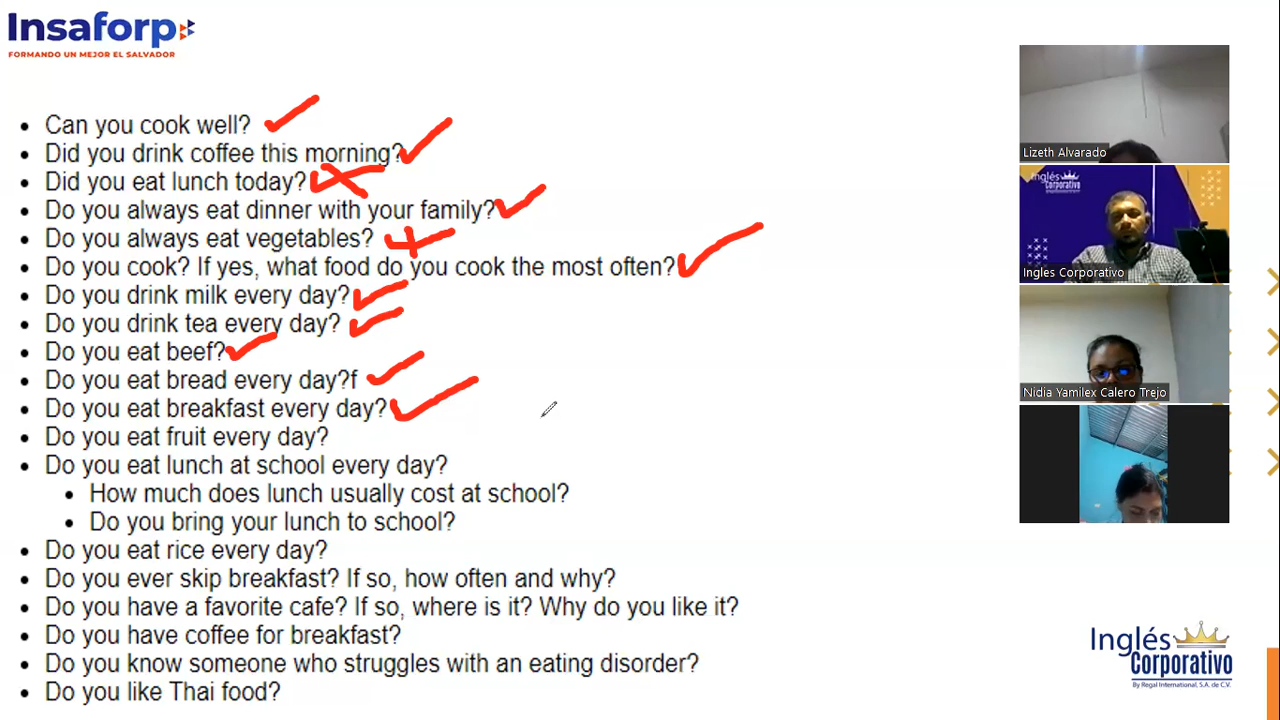 Insaforp
FORMANDO UN MEJOR EL SALVADOR
Can you cook well?
Did you drink coffee this morning?
Did you eat lunch today?
Do you always eat dinner with your family?
Do you always eat vegetables?
Do you cook? If yes, what food do you cook the most often?
Do you drink milk every day?
Do you drink tea every day?
Do you eat beef?
Do you eat bread every day?f
Do you eat breakfast every day?
Do you eat fruit every day?
Do you eat lunch at school every day?
How much does lunch usually cost at school?
Do you bring your lunch to school?
Do you eat rice every day?
Do you ever skip breakfast? If so, how often and why?
Do you have a favorite cafe? If so, where is it? Why do you like it?
Do you have coffee for breakfast?
Do you know someone who struggles with an eating disorder?
Do you like Thai food?
Lizeth Alvarado
Inglés
Corporativo
Ingles Corporativo
Nidia Yamilex Calero Trejo
Inglés
Corporativo
By Regal International, S.A. de C.V.